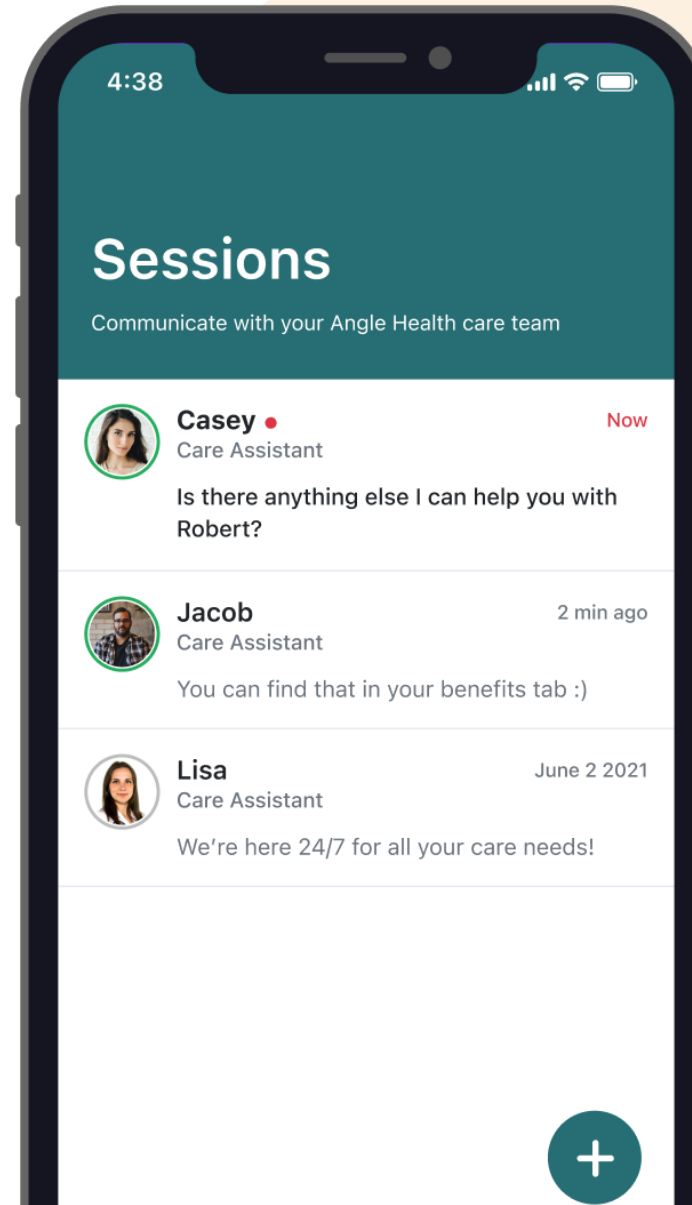 4:38
Sessions
Communicate with your Angle Health care team
Casey
Now
Care Assistant
Is there anything else I can help you with
Robert?
Jacob
2 min ago
Care Assistant
You can find that in your benefits tab :)
Lisa
June 2 2021
Care Assistant
We're here 24/7 for all your care needs!
+